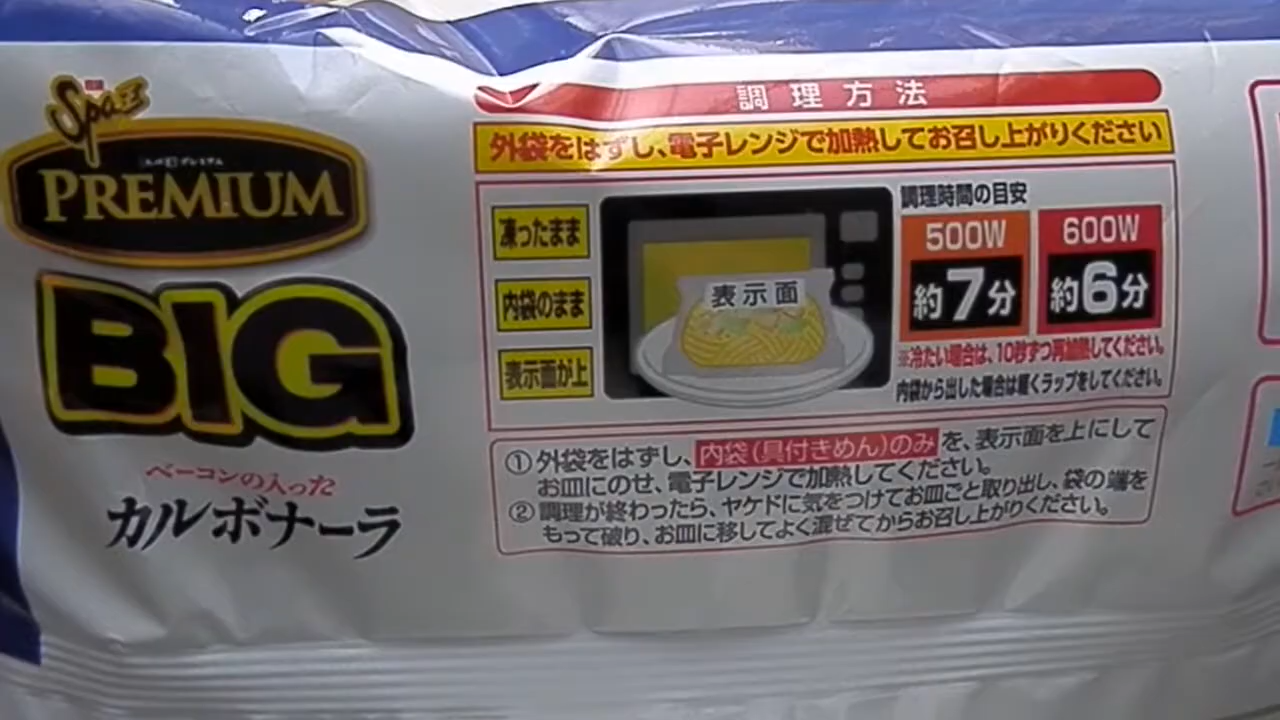 Spa王
PREMIUM
BIG
ベーコンの入った
カルボナーラ
調理方法
外袋をはずし、電子レンジで加熱してお召し上がりください
凍ったまま
内袋のまま
表示面が上
表示面
調理時間の目安
500W
約7分
600W
約6分
※冷たい場合は、10秒ずつ再加熱してください。
内袋から出した場合は軽くラップをしてください。
①外袋をはずし、内袋(具付きめん)のみを、表示面を上にして
お皿にのせ、電子レンジで加熱してください。
②調理が終わったら、ヤケドに気をつけてお皿ごと取り出し、袋の端を
もって破り、お皿に移してよく混ぜてからお召し上がりください。